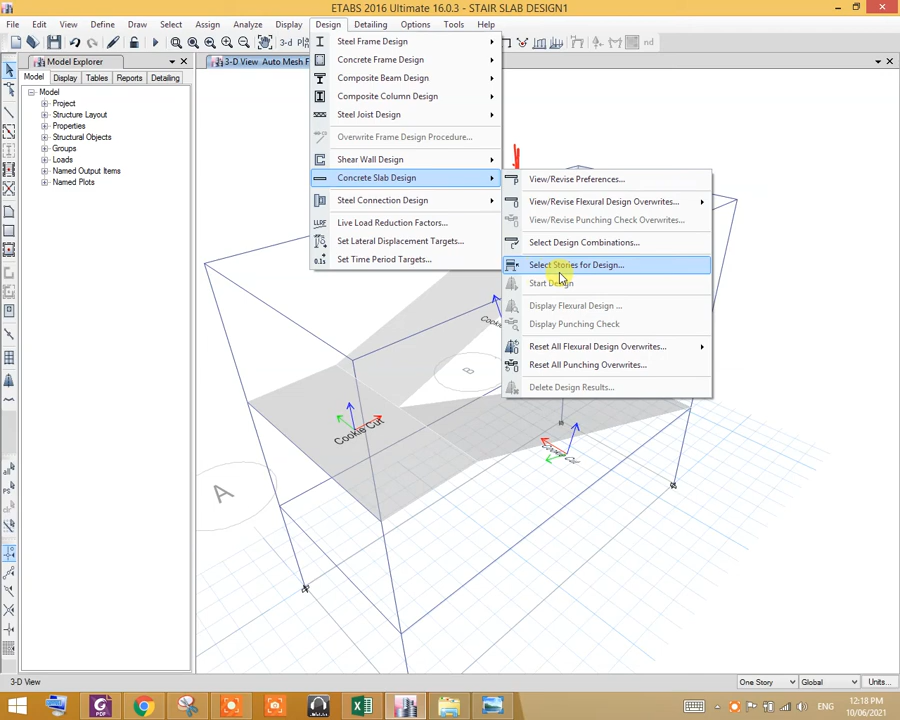 ETABS 2016 Ultimate 16.0.3 - STAIR SLAB DESIGN1
File Edit View Define Draw Select Assign Analyze Display Design Detailing Options Tools Help
3-d nd
Model Explorer
3-D View Auto Mesh F
Model Display Tables Reports Detailing
Model
Project
Structure Layout
Properties
Structural Objects
Groups
Loads
Named Output Items
Named Plots
Steel Frame Design
Concrete Frame Design
Composite Beam Design
Composite Column Design
Steel Joist Design
Overwrite Frame Design Procedure...
Shear Wall Design
Concrete Slab Design
Steel Connection Design
Live Load Reduction Factors...
Set Lateral Displacement Targets...
Set Time Period Targets...
View/Revise Preferences...
View/Revise Flexural Design Overwrites...
View/Revise Punching Check Overwrites...
Select Design Combinations...
Select Stories for Design...
Start Design
Display Flexural Design ...
Display Punching Check
Reset All Flexural Design Overwrites...
Reset All Punching Overwrites...
Delete Design Results...
B
Cookie Cut
A
3-D View
One Story Global Units...
ENG 12:18 PM
10/06/2021